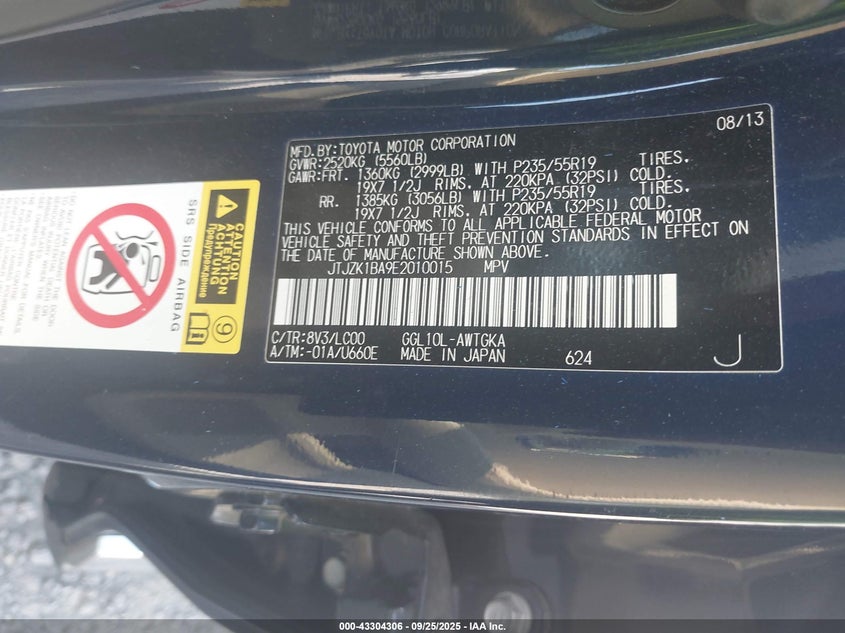 08/13
MFD.BY:TOYOTA MOTOR CORPORATION
GVWR:2520KG (5560LB)
GAWR:FRT. 1360KG (2999LB) WITH P235/55R19 TIRES.
19X7 1/2J RIMS, AT 220KPA (32PSI) COLD.
RR. 1385KG (3056LB) WITH P235/55R19 TIRES.
19X7 1/2J RIMS, AT 220KPA (32PSI) COLD.
THIS VEHICLE CONFORMS TO ALL APPLICABLE FEDERAL MOTOR
VEHICLE SAFETY AND THEFT PREVENTION STANDARDS IN EFFECT ON
THE DATE OF MANUFACTURE SHOWN ABOVE.
JTJZK1BA9E2010015 MPV
C/TR:8V3/LC00 GGL10L-AWTGKA
A/TM:-01A/U660E MADE IN JAPAN 624 J
SRS SIDE AIRBAG
CAUTION
ATTENTION
ACHTUNG
Предупреждение
9
000-43304306 - 09/25/2025 - IAA Inc.